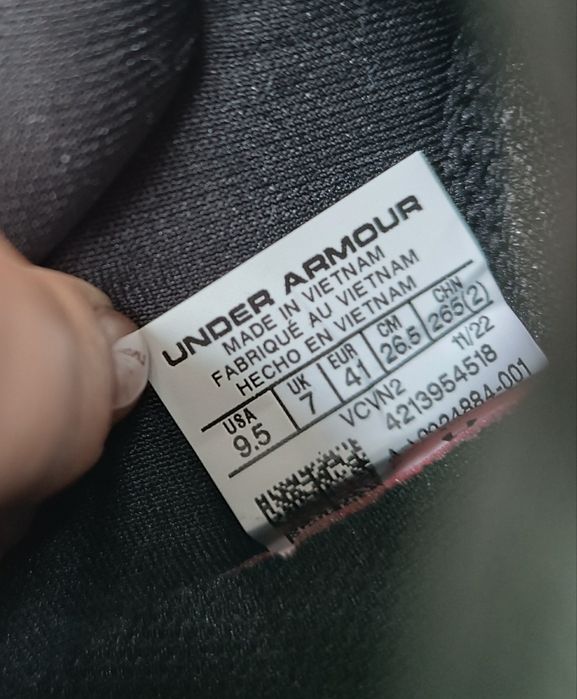 UNDER ARMOUR
MADE IN VIETNAM
FABRIQUÉ AU VIETNAM
HECHO EN VIETNAM
USA UK EUR CM CHN
9.5 7 41 26.5 265(2)
VCVN2 11/22
4213954518